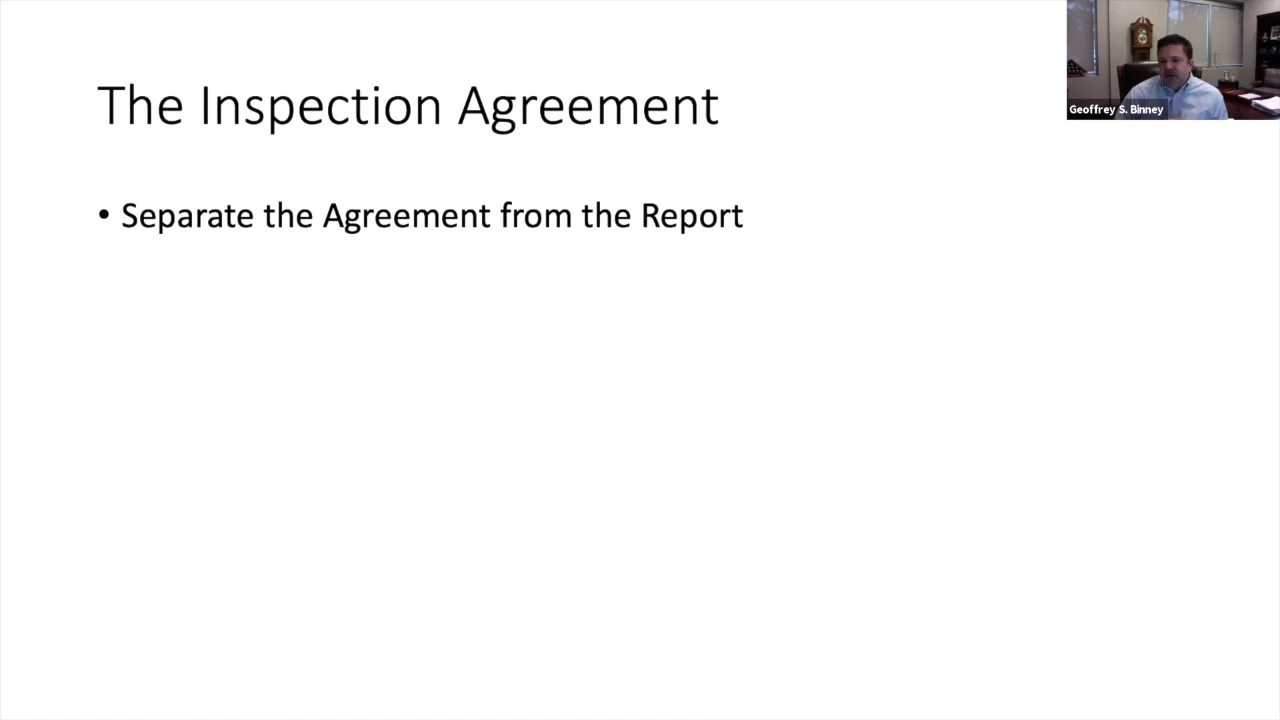 The Inspection Agreement
Geoffrey S. Binney
• Separate the Agreement from the Report